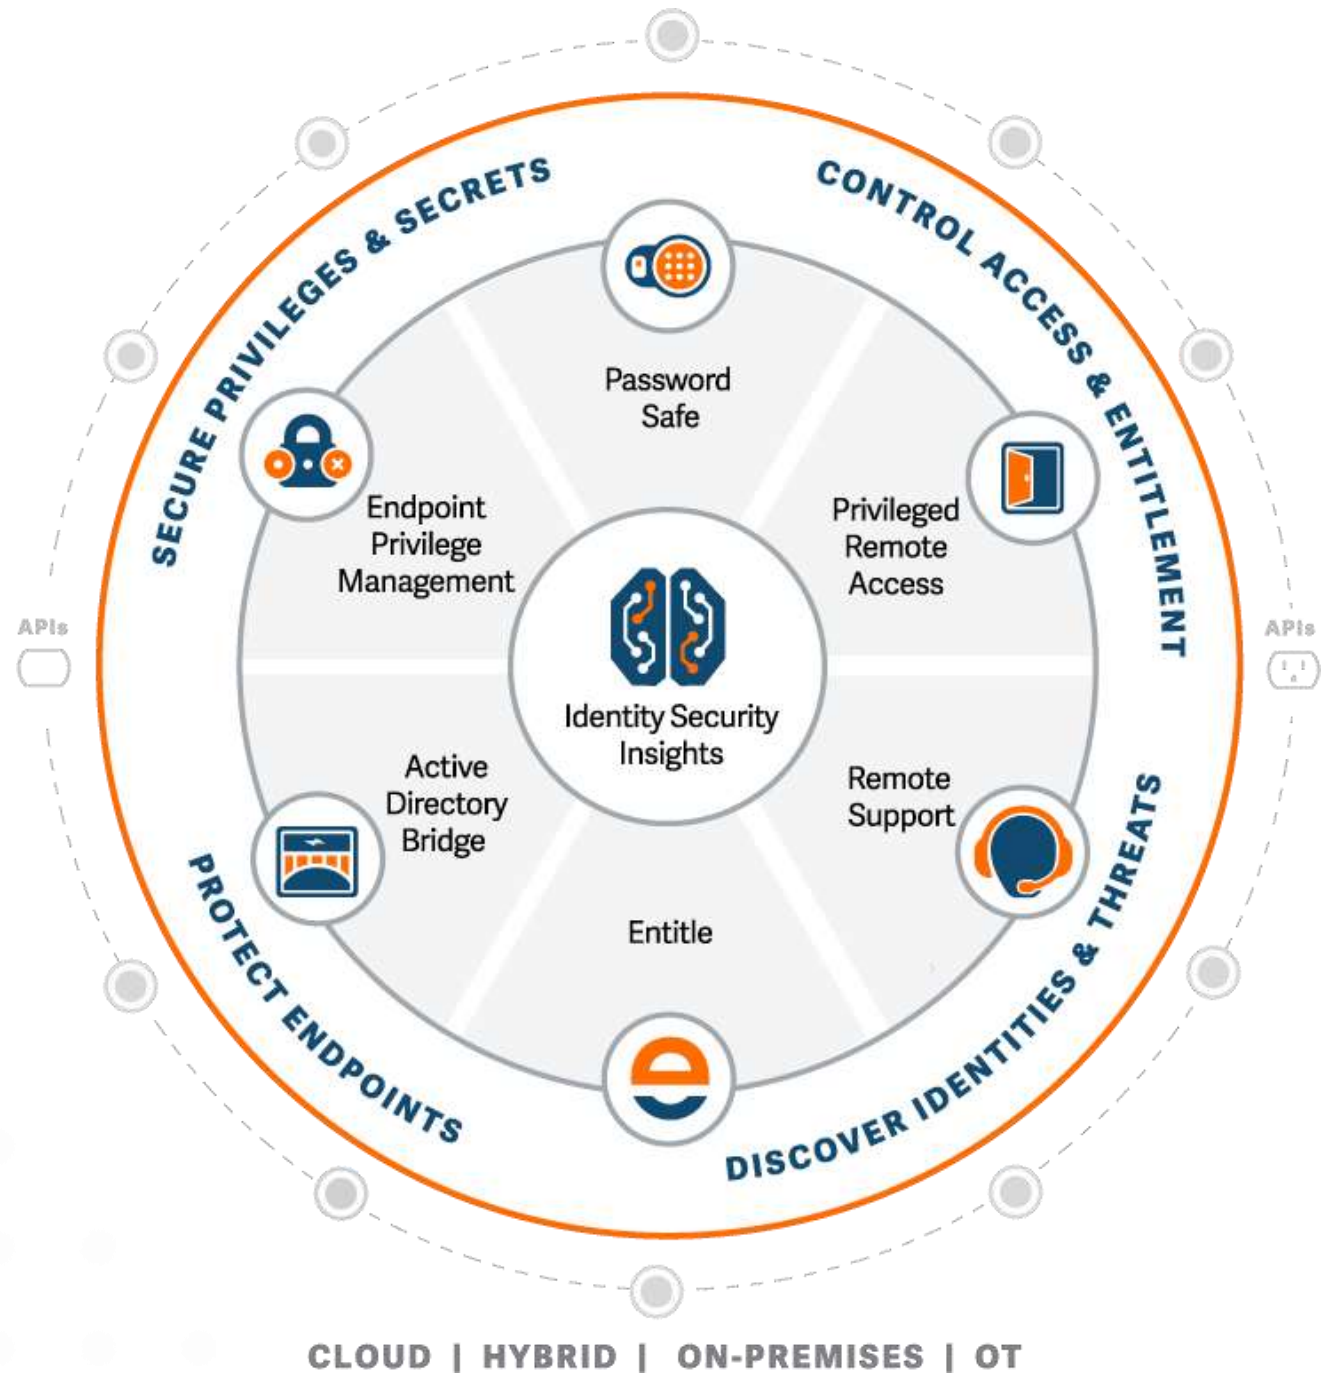 SECURE PRIVILEGES & SECRETS
CONTROL ACCESS & ENTITLEMENT
Password
Safe
Endpoint
Privilege
Management
Privileged
Remote
Access
APIs
APIs
Identity Security
Insights
Active
Directory
Bridge
Remote
Support
Entitle
PROTECT ENDPOINTS
DISCOVER IDENTITIES & THREATS
CLOUD | HYBRID | ON-PREMISES | OT